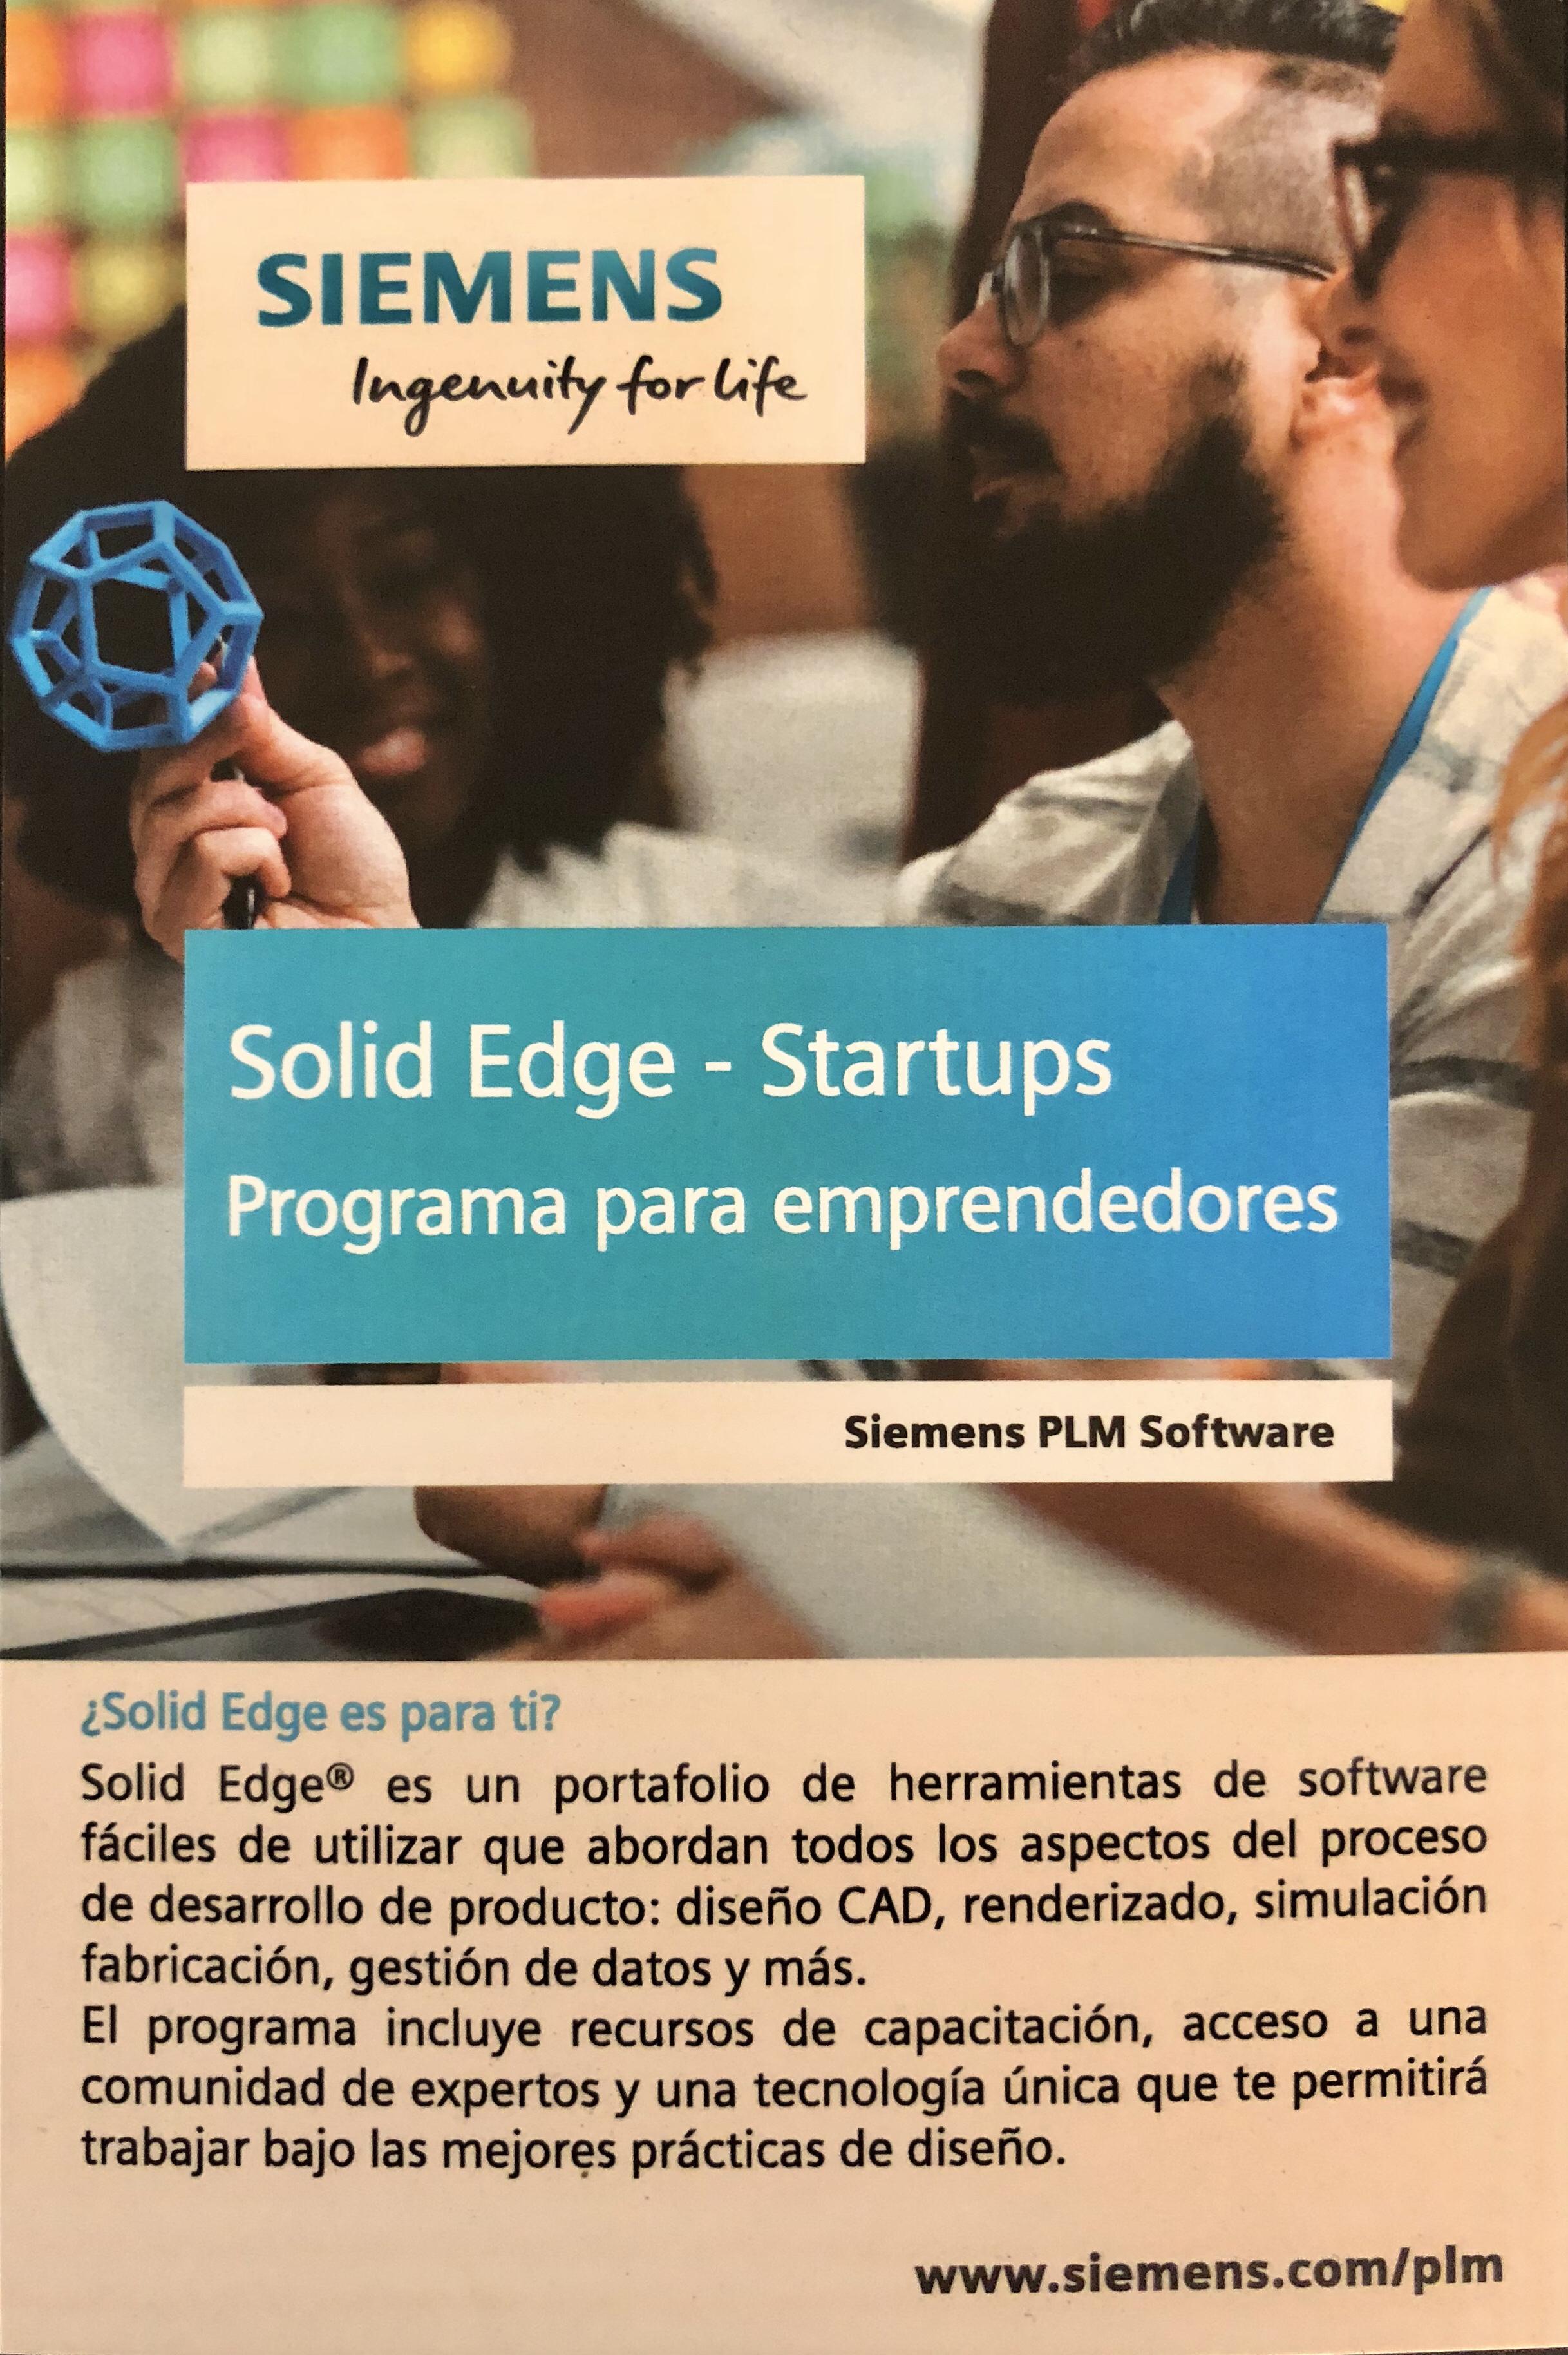 SIEMENS
Ingenuity for life
Solid Edge - Startups
Programa para emprendedores
Siemens PLM Software
¿Solid Edge es para ti?
Solid Edge® es un portafolio de herramientas de software
fáciles de utilizar que abordan todos los aspectos del proceso
de desarrollo de producto: diseño CAD, renderizado, simulación
fabricación, gestión de datos y más.
El programa incluye recursos de capacitación, acceso a una
comunidad de expertos y una tecnología única que te permitirá
trabajar bajo las mejores prácticas de diseño.
www.siemens.com/plm